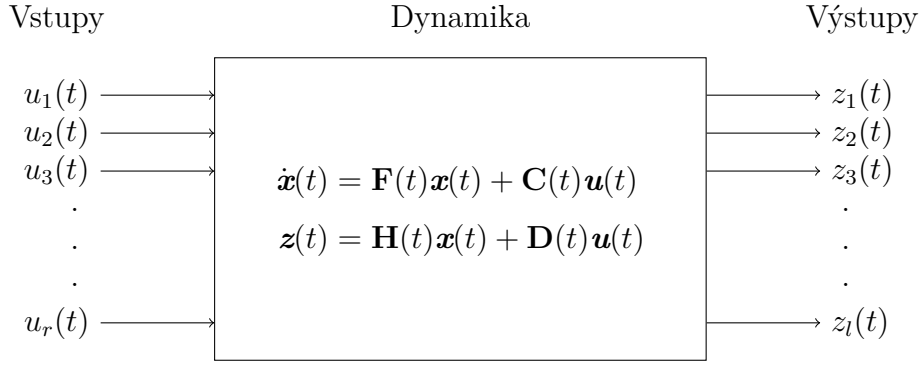 Vstupy Dynamika Výstupy
u₁(t) z₁(t)
u₂(t) z₂(t)
u₃(t) z₃(t)
ẋ(t) = F(t)x(t) + C(t)u(t)
. .
z(t) = H(t)x(t) + D(t)u(t)
. .
. .
uᵣ(t) zₗ(t)